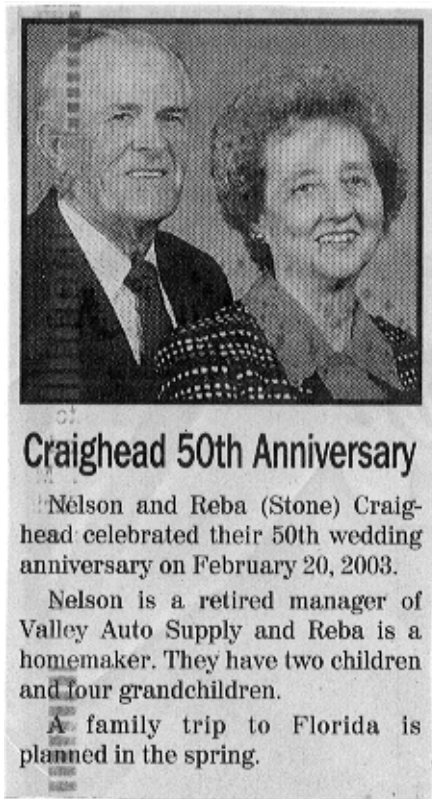 Craighead 50th Anniversary
Nelson and Reba (Stone) Craig-
head celebrated their 50th wedding
anniversary on February 20, 2003.
Nelson is a retired manager of
Valley Auto Supply and Reba is a
homemaker. They have two children
and four grandchildren.
A family trip to Florida is
planned in the spring.